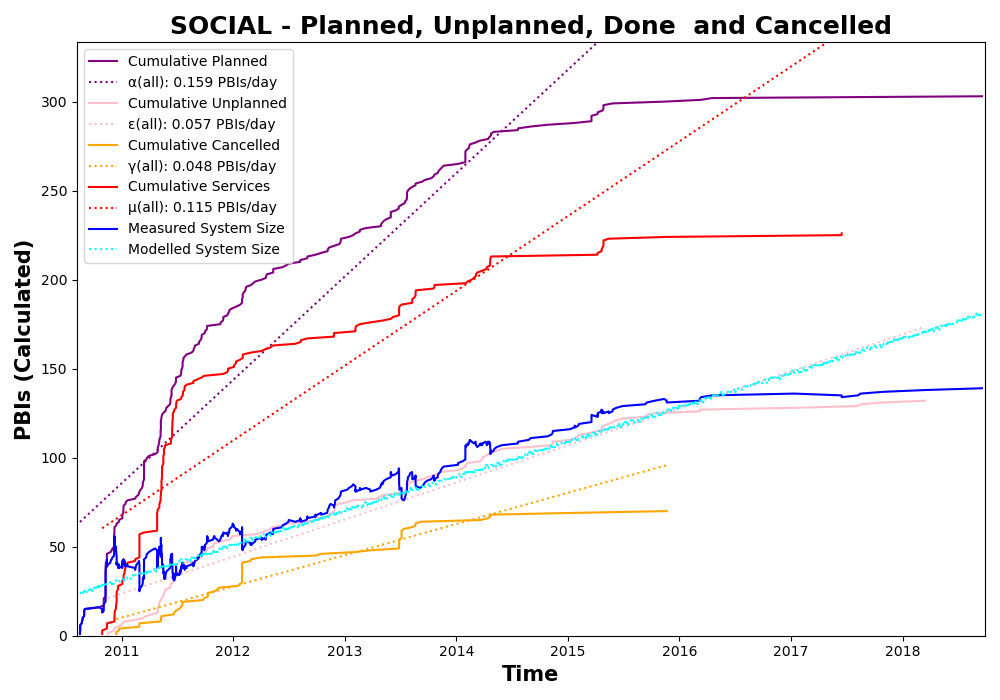 SOCIAL - Planned, Unplanned, Done  and Cancelled
Cumulative Planned
α(all): 0.159 PBIs/day
Cumulative Unplanned
ε(all): 0.057 PBIs/day
Cumulative Cancelled
γ(all): 0.048 PBIs/day
Cumulative Services
μ(all): 0.115 PBIs/day
Measured System Size
Modelled System Size
PBIs (Calculated)
300
250
200
150
100
50
0
2011 2012 2013 2014 2015 2016 2017 2018
Time